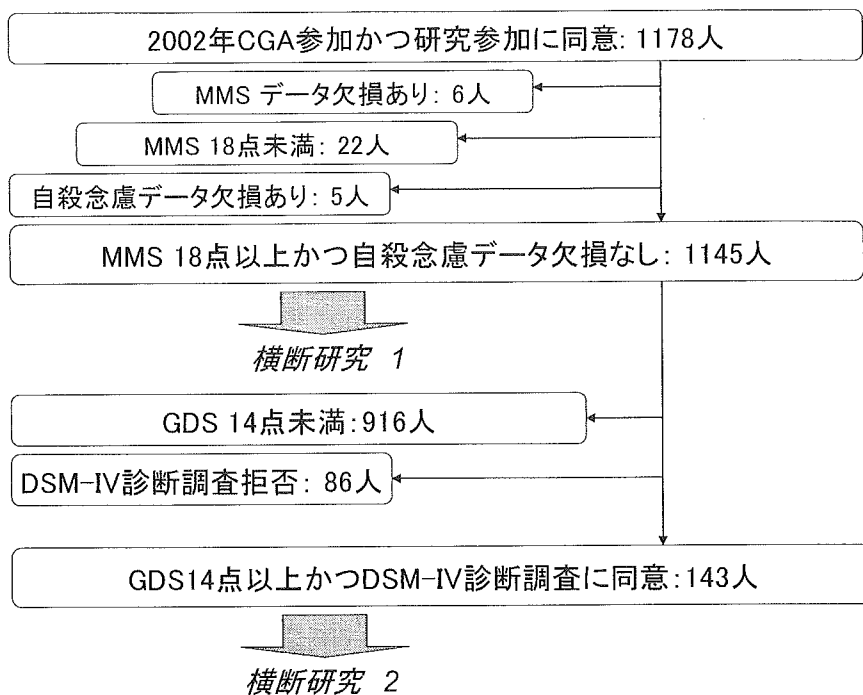 2002年CGA参加かつ研究参加に同意: 1178人
MMS データ欠損あり: 6人
MMS 18点未満: 22人
自殺念慮データ欠損あり: 5人
MMS 18点以上かつ自殺念慮データ欠損なし: 1145人
横断研究 1
GDS 14点未満:916人
DSM-IV診断調査拒否: 86人
GDS14点以上かつDSM-IV診断調査に同意:143人
横断研究 2